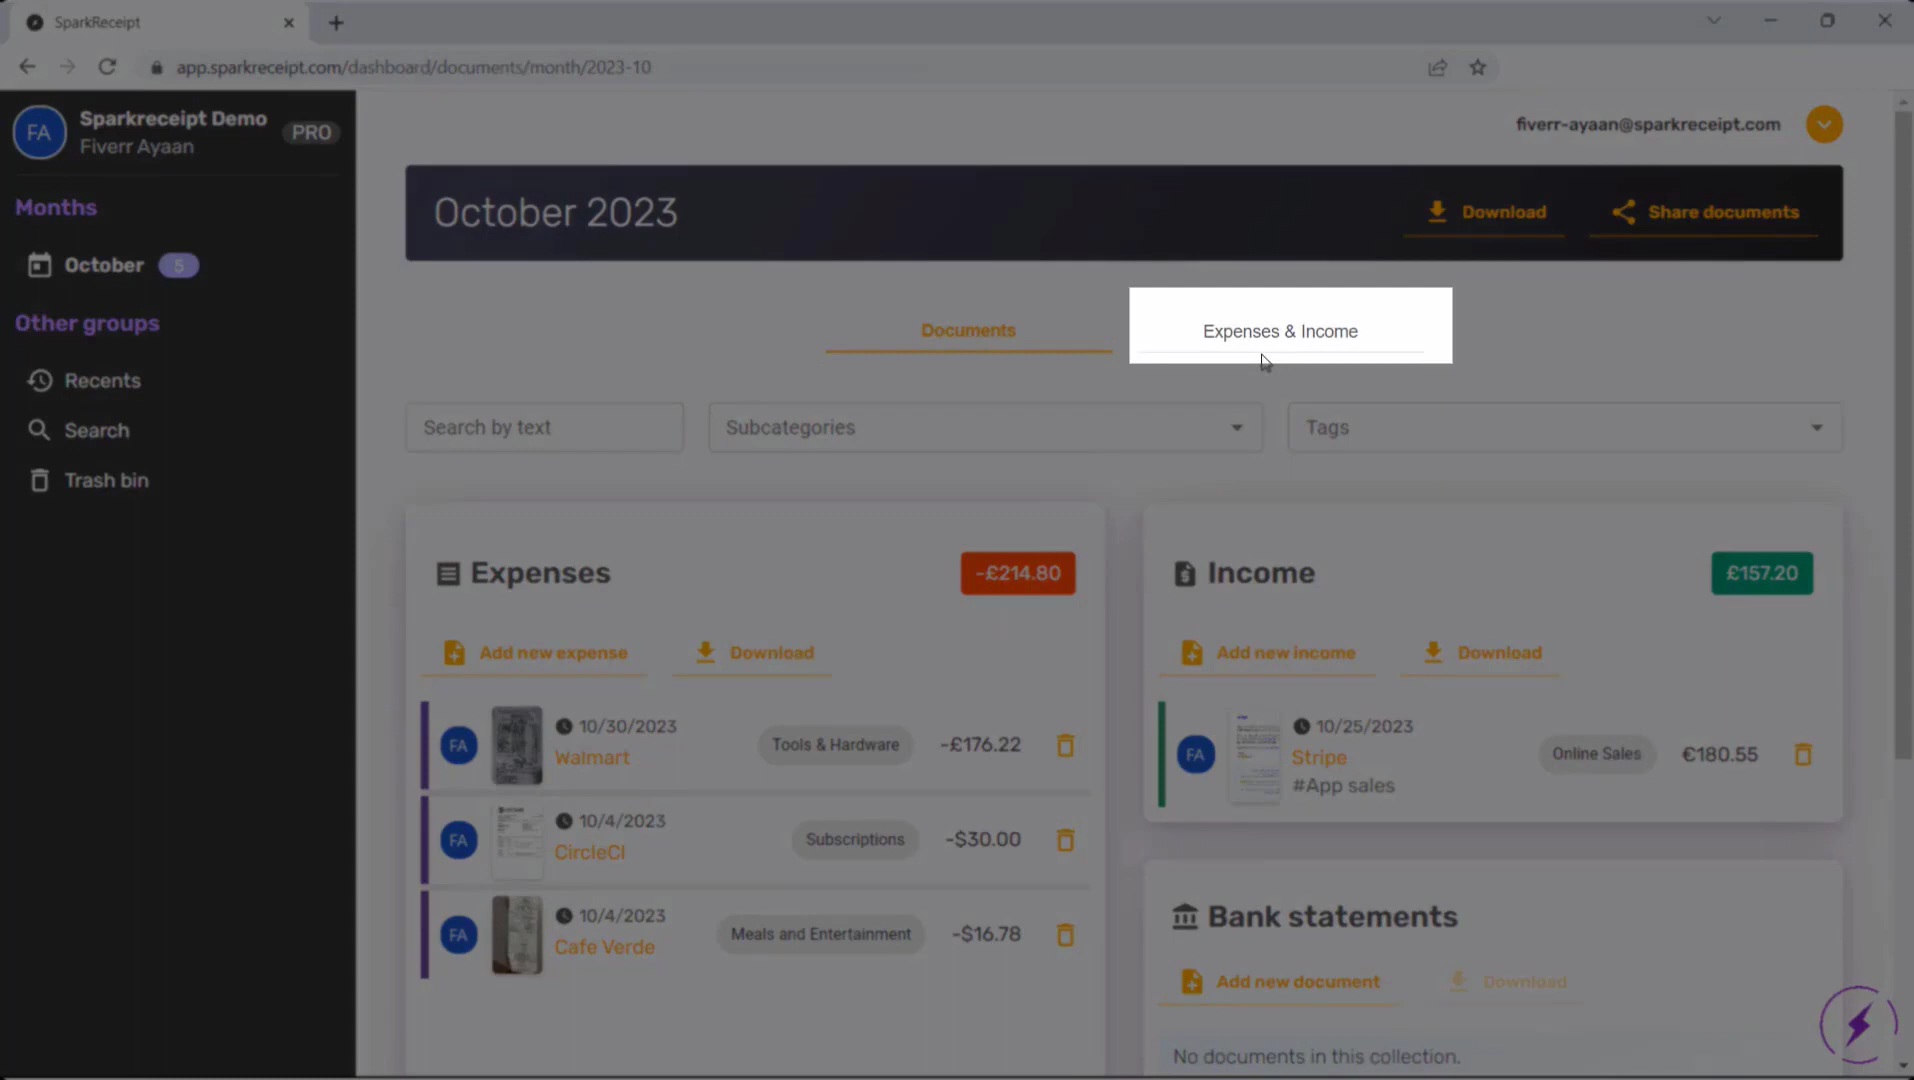 SparkReceipt
app.sparkreceipt.com/dashboard/documents/month/2023-10
FA
Sparkreceipt Demo
Fiverr Ayaan
PRO
Months
October 5
Other groups
Recents
Search
Trash bin
fiverr-ayaan@sparkreceipt.com
October 2023
Download
Share documents
Documents
Expenses & Income
Search by text
Subcategories
Tags
Expenses
-£214.80
Add new expense
Download
FA
10/30/2023
Walmart
Tools & Hardware
-£176.22
FA
10/4/2023
CircleCI
Subscriptions
-$30.00
FA
10/4/2023
Cafe Verde
Meals and Entertainment
-$16.78
Income
£157.20
Add new income
Download
FA
10/25/2023
Stripe
#App sales
Online Sales
€180.55
Bank statements
Add new document
Download
No documents in this collection.